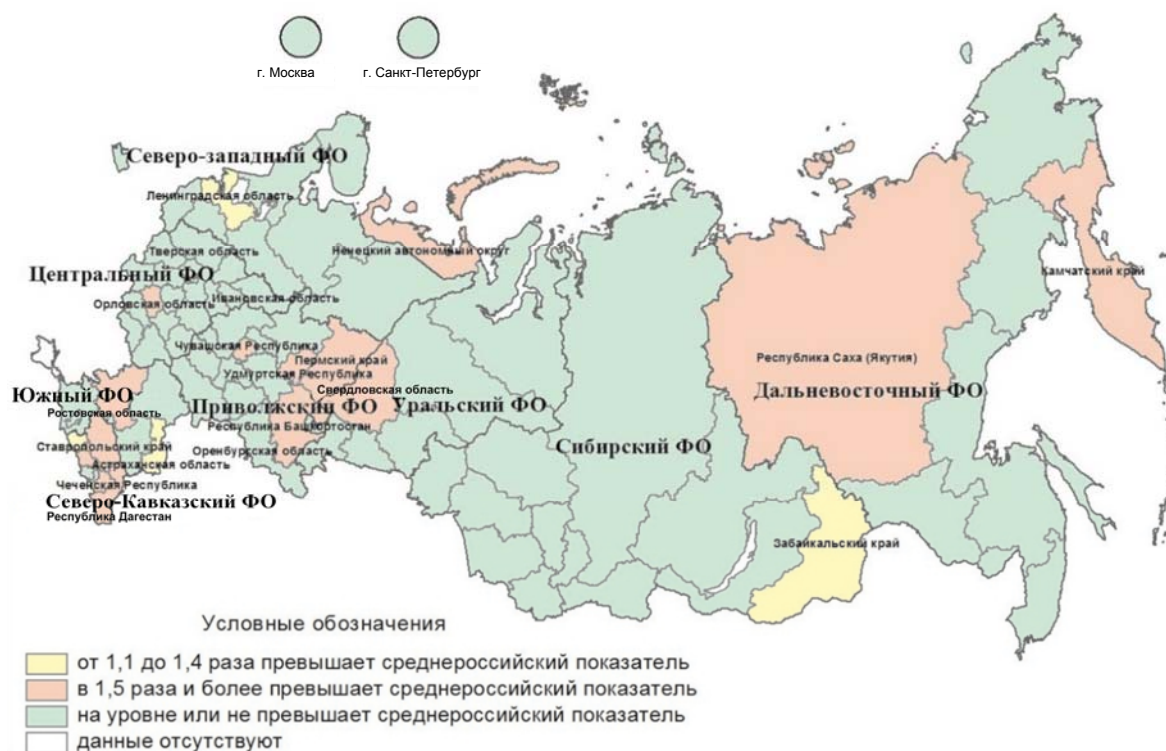 г. Москва
г. Санкт-Петербург
Северо-западный ФО
Ленинградская область
Тверская область
Ненецкий автономный округ
Центральный ФО
Камчатский край
Орловская область
Ивановская область
Чувашская Республика
Пермский край
Республика Саха (Якутия)
Удмуртская Республика
Свердловская область
Дальневосточный ФО
Южный ФО
Приволжский ФО
Уральский ФО
Ростовская область
Республика Башкортостан
Ставропольский край
Оренбургская область
Сибирский ФО
Астраханская область
Чеченская Республика
Северо-Кавказский ФО
Республика Дагестан
Забайкальский край
Условные обозначения
от 1,1 до 1,4 раза превышает среднероссийский показатель
в 1,5 раза и более превышает среднероссийский показатель
на уровне или не превышает среднероссийский показатель
данные отсутствуют